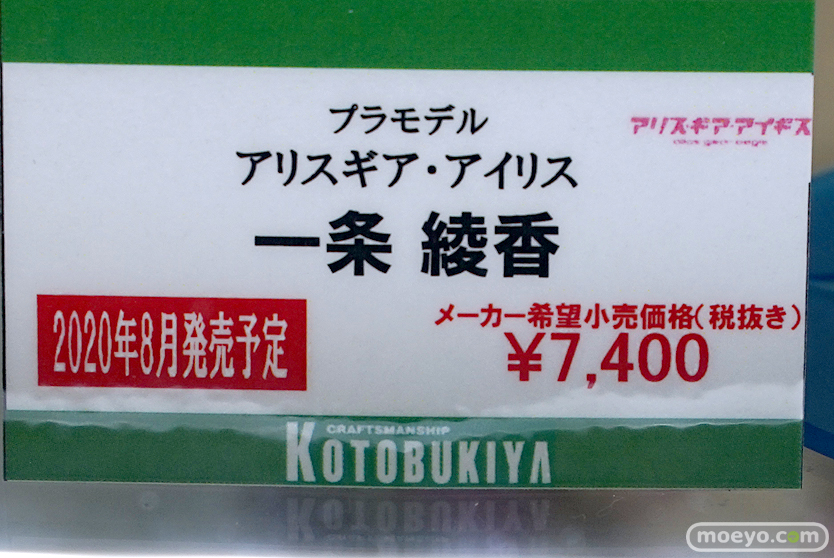 プラモデル
アリス・ギア・アイギス
アリスギア・アイリス
一条 綾香
2020年8月発売予定
メーカー希望小売価格(税抜き)
¥7,400
CRAFTSMANSHIP
KOTOBUKIYA
moeyo.com